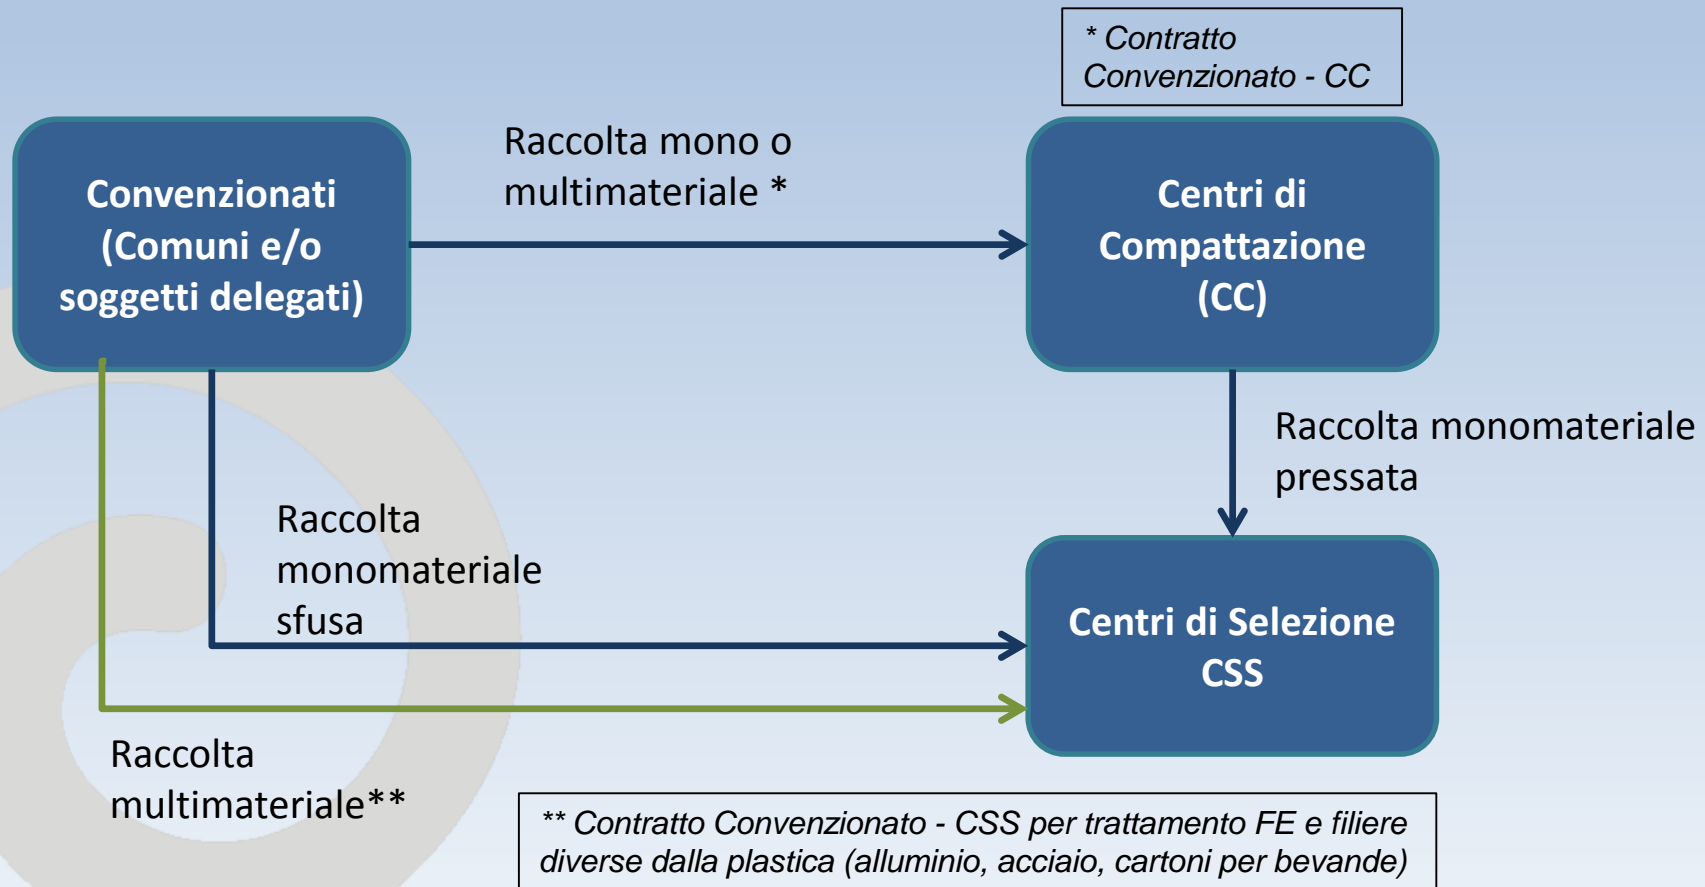 * Contratto
Convenzionato - CC
Convenzionati
(Comuni e/o
soggetti delegati)
Raccolta mono o
multimateriale *
Centri di
Compattazione
(CC)
Raccolta monomateriale
pressata
Raccolta
monomateriale
sfusa
Centri di Selezione
CSS
Raccolta
multimateriale**
** Contratto Convenzionato - CSS per trattamento FE e filiere
diverse dalla plastica (alluminio, acciaio, cartoni per bevande)